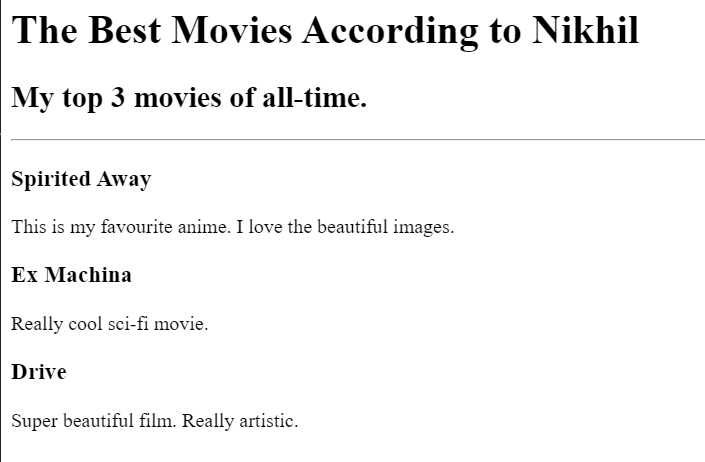 The Best Movies According to Nikhil
My top 3 movies of all-time.
Spirited Away
This is my favourite anime. I love the beautiful images.
Ex Machina
Really cool sci-fi movie.
Drive
Super beautiful film. Really artistic.